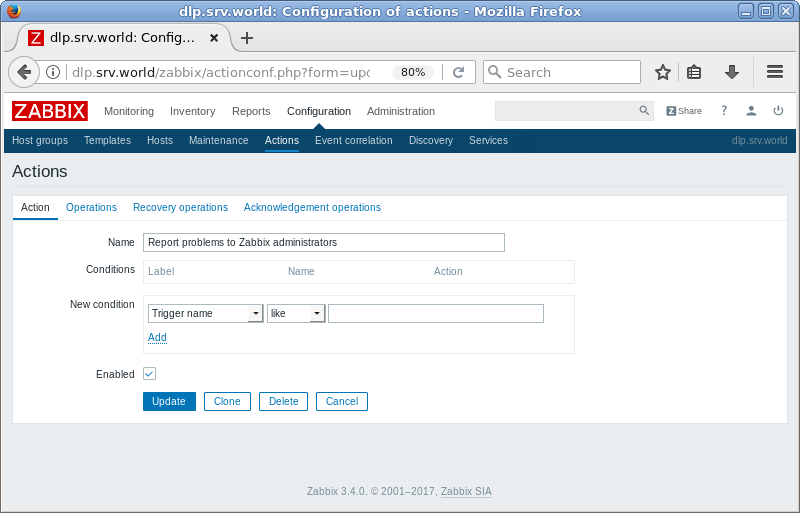 dlp.srv.world: Configuration of actions - Mozilla Firefox
Z dlp.srv.world: Config...
dlp.srv.world/zabbix/actionconf.php?form=upd 80% Search
ZABBIX Monitoring Inventory Reports Configuration Administration Z Share ?
Host groups Templates Hosts Maintenance Actions Event correlation Discovery Services dlp.srv.world
Actions
Action Operations Recovery operations Acknowledgement operations
Name Report problems to Zabbix administrators
Conditions Label Name Action
New condition
Trigger name like
Add
Enabled
Update Clone Delete Cancel
Zabbix 3.4.0. © 2001–2017, Zabbix SIA